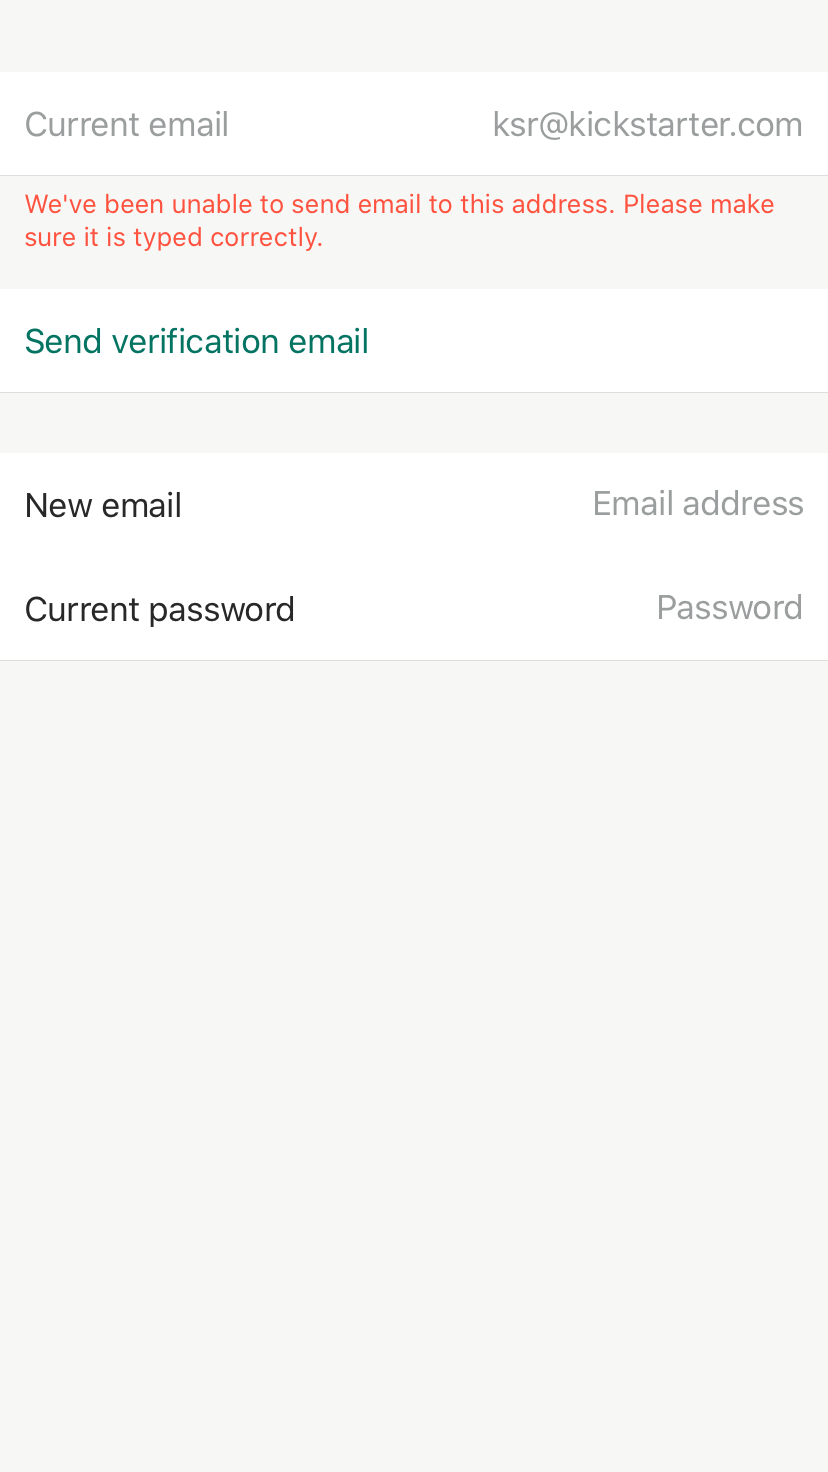 Current email ksr@kickstarter.com
We've been unable to send email to this address. Please make
sure it is typed correctly.
Send verification email
New email Email address
Current password Password